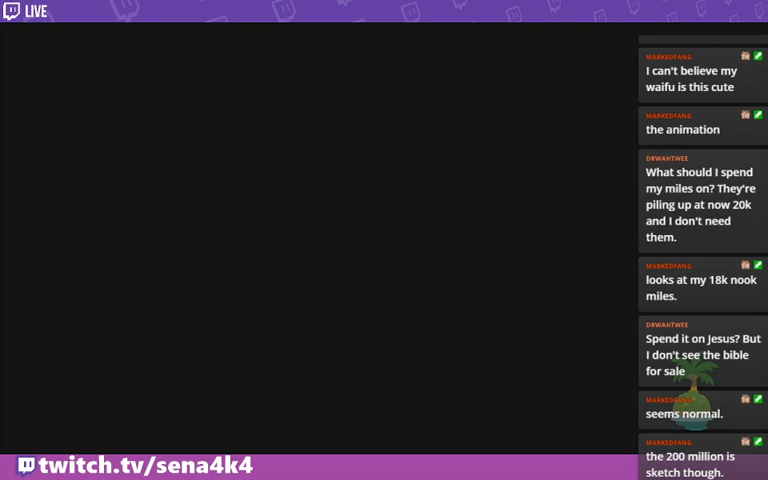 LIVE
MARKEDFANG
I can't believe my
waifu is this cute
MARKEDFANG
the animation
DRWAHTWEE
What should I spend
my miles on? They're
piling up at now 20k
and I don't need
them.
MARKEDFANG
looks at my 18k nook
miles.
DRWAHTWEE
Spend it on Jesus? But
I don't see the bible
for sale
MARKEDFANG
seems normal.
MARKEDFANG
the 200 million is
sketch though.
twitch.tv/sena4k4